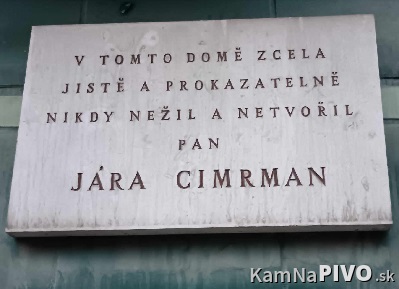 V TOMTO DOMĚ ZCELA
JISTĚ A PROKAZATELNĚ
NIKDY NEŽIL A NETVOŘIL
PAN
JÁRA CIMRMAN
KamNaPIVO.sk